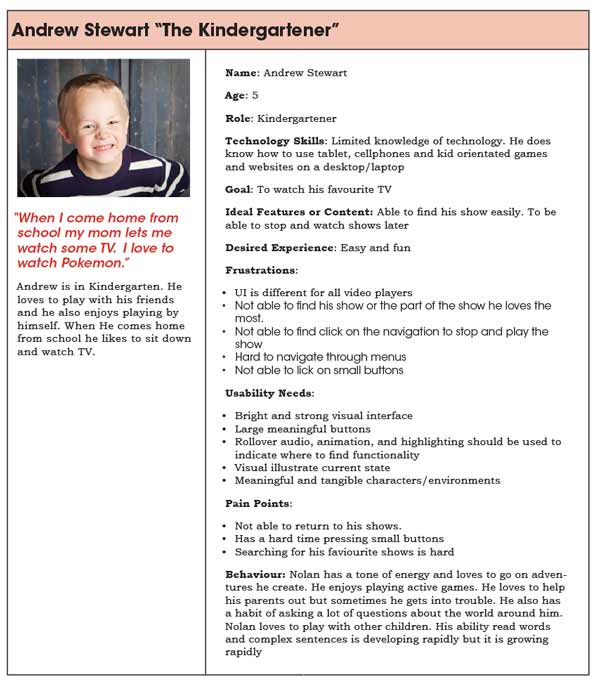 Andrew Stewart “The Kindergartener”
“When I come home from
school my mom lets me
watch some TV. I love to
watch Pokemon.”
Andrew is in Kindergarten. He
loves to play with his friends
and he also enjoys playing by
himself. When He comes home
from school he likes to sit down
and watch TV.
Name: Andrew Stewart
Age: 5
Role: Kindergartener
Technology Skills: Limited knowledge of technology. He does
know how to use tablet, cellphones and kid orientated games
and websites on a desktop/laptop
Goal: To watch his favourite TV
Ideal Features or Content: Able to find his show easily. To be
able to stop and watch shows later
Desired Experience: Easy and fun
Frustrations:
• UI is different for all video players
• Not able to find his show or the part of the show he loves the
most.
• Not able to find click on the navigation to stop and play the
show
• Hard to navigate through menus
• Not able to lick on small buttons
Usability Needs:
• Bright and strong visual interface
• Large meaningful buttons
• Rollover audio, animation, and highlighting should be used to
indicate where to find functionality
• Visual illustrate current state
• Meaningful and tangible characters/environments
Pain Points:
• Not able to return to his shows.
• Has a hard time pressing small buttons
• Searching for his faviourite shows is hard
Behaviour: Nolan has a tone of energy and loves to go on adven-
tures he create. He enjoys playing active games. He loves to help
his parents out but sometimes he gets into trouble. He also has
a habit of asking a lot of questions about the world around him.
Nolan loves to play with other children. His ability read words
and complex sentences is developing rapidly but it is growing
rapidly